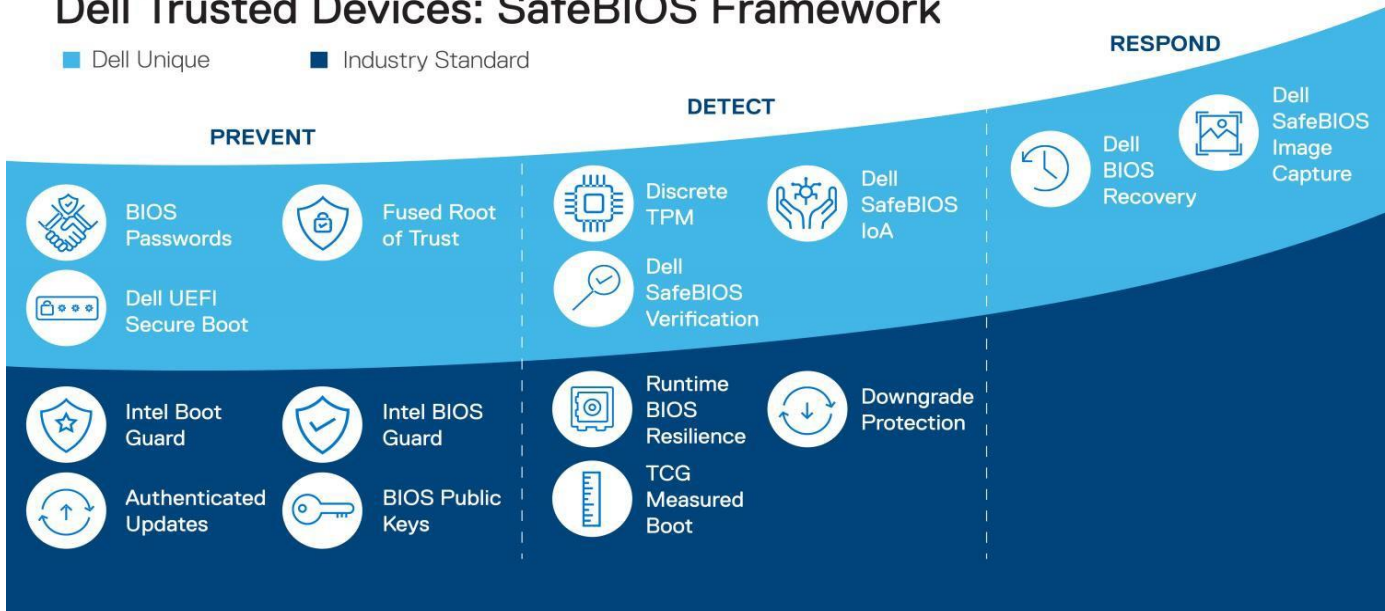 Dell Trusted Devices: SafeBIOS Framework
Dell Unique
Industry Standard
PREVENT
BIOS
Passwords
Fused Root
of Trust
Dell UEFI
Secure Boot
Intel Boot
Guard
Intel BIOS
Guard
Authenticated
Updates
BIOS Public
Keys
DETECT
Discrete
TPM
Dell
SafeBIOS
IoA
Dell
SafeBIOS
Verification
Runtime
BIOS
Resilience
Downgrade
Protection
TCG
Measured
Boot
RESPOND
Dell
BIOS
Recovery
Dell
SafeBIOS
Image
Capture